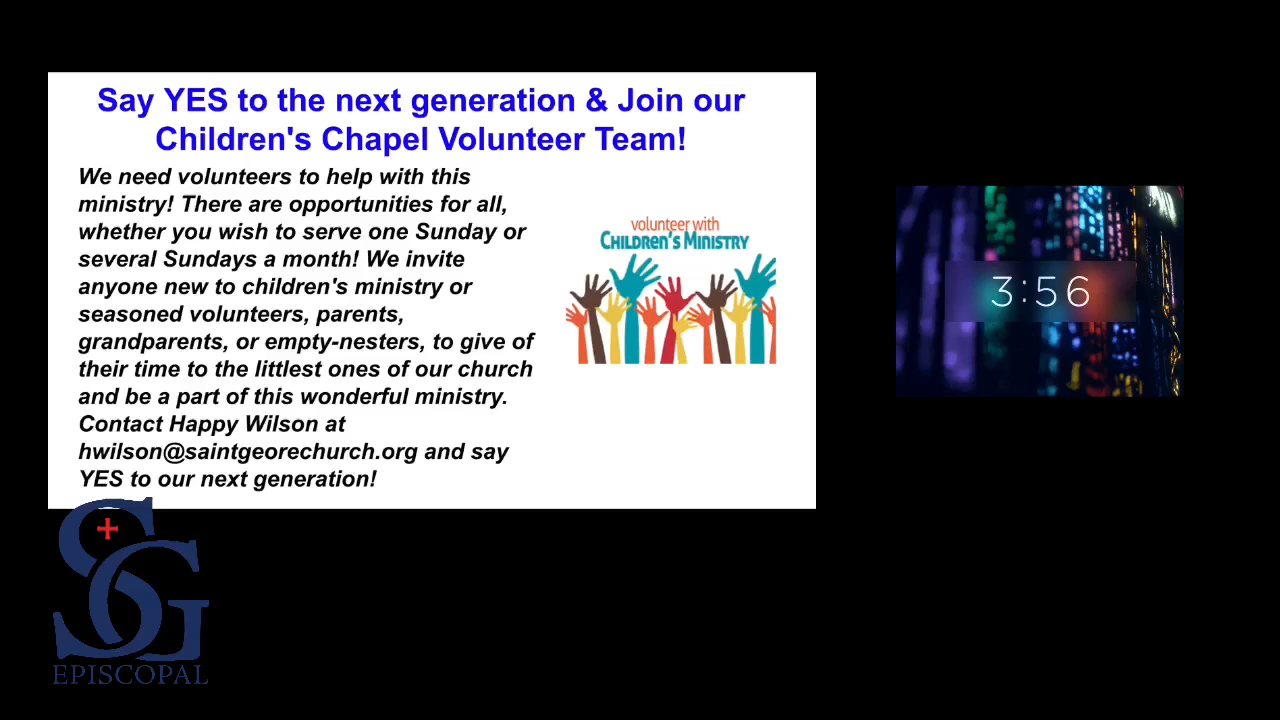 Say YES to the next generation & Join our
Children's Chapel Volunteer Team!
We need volunteers to help with this
ministry! There are opportunities for all,
whether you wish to serve one Sunday or
several Sundays a month! We invite
anyone new to children's ministry or
seasoned volunteers, parents,
grandparents, or empty-nesters, to give of
their time to the littlest ones of our church
and be a part of this wonderful ministry.
Contact Happy Wilson at
hwilson@saintgeorechurch.org and say
YES to our next generation!
volunteer with
CHILDREN'S MINISTRY
3:56
SG
EPISCOPAL